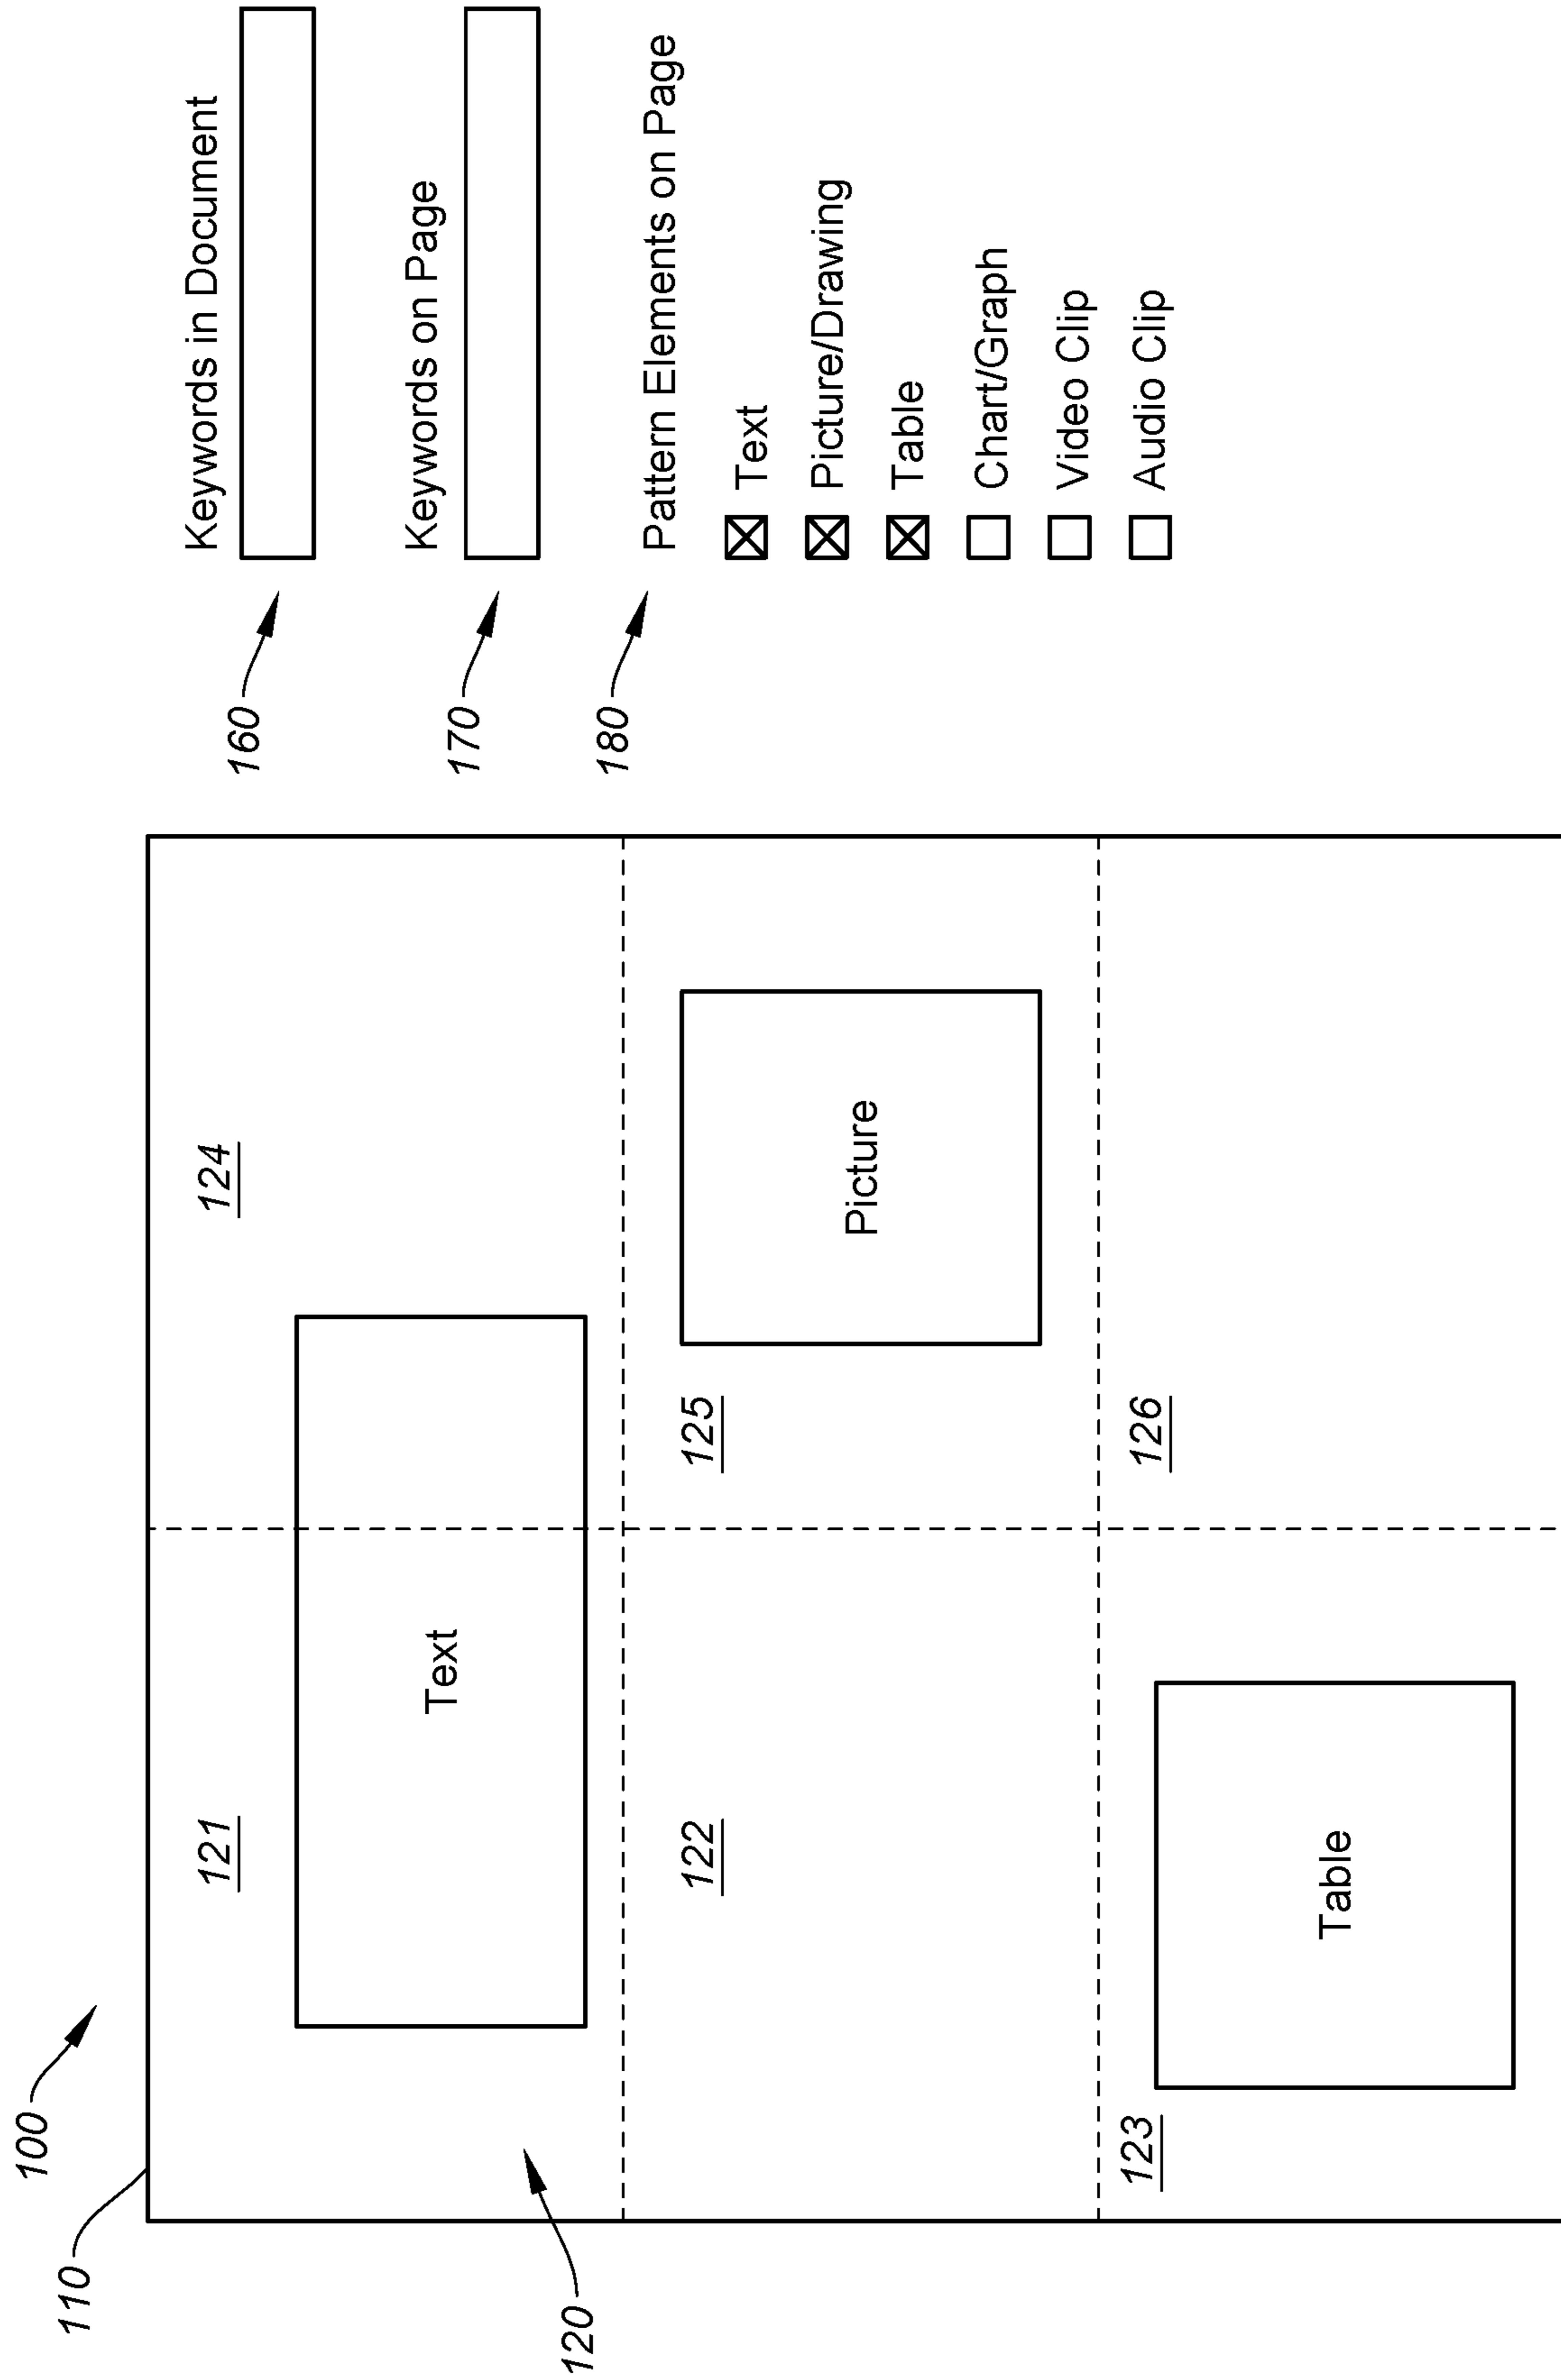 100
110
120
121
124
Text
122
125
Picture
123
126
Table
160
Keywords in Document
170
Keywords on Page
180
Pattern Elements on Page
Text
Picture/Drawing
Table
Chart/Graph
Video Clip
Audio Clip